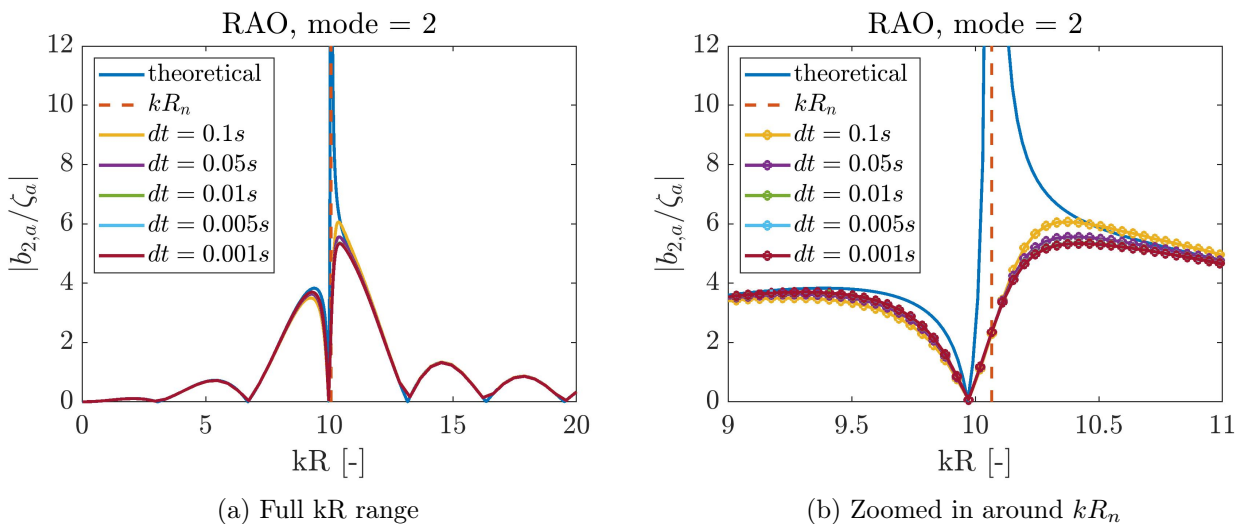 RAO, mode = 2
12
10
8
6
4
2
0
|b₂,ₐ/ζₐ|
theoretical
kRₙ
dt = 0.1s
dt = 0.05s
dt = 0.01s
dt = 0.005s
dt = 0.001s
0 5 10 15 20
kR [-]
(a) Full kR range
RAO, mode = 2
12
10
8
6
4
2
0
|b₂,ₐ/ζₐ|
theoretical
kRₙ
dt = 0.1s
dt = 0.05s
dt = 0.01s
dt = 0.005s
dt = 0.001s
9 9.5 10 10.5 11
kR [-]
(b) Zoomed in around kRₙ